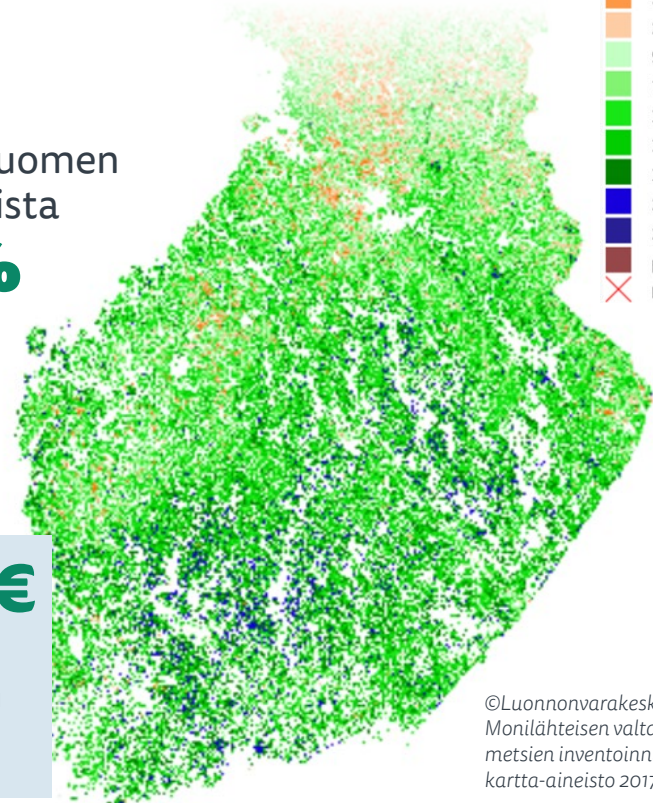 uomen
ista
%
€
©Luonnonvarakesk
Monilähteisen valta
metsien inventoinn
kartta-aineisto 2017